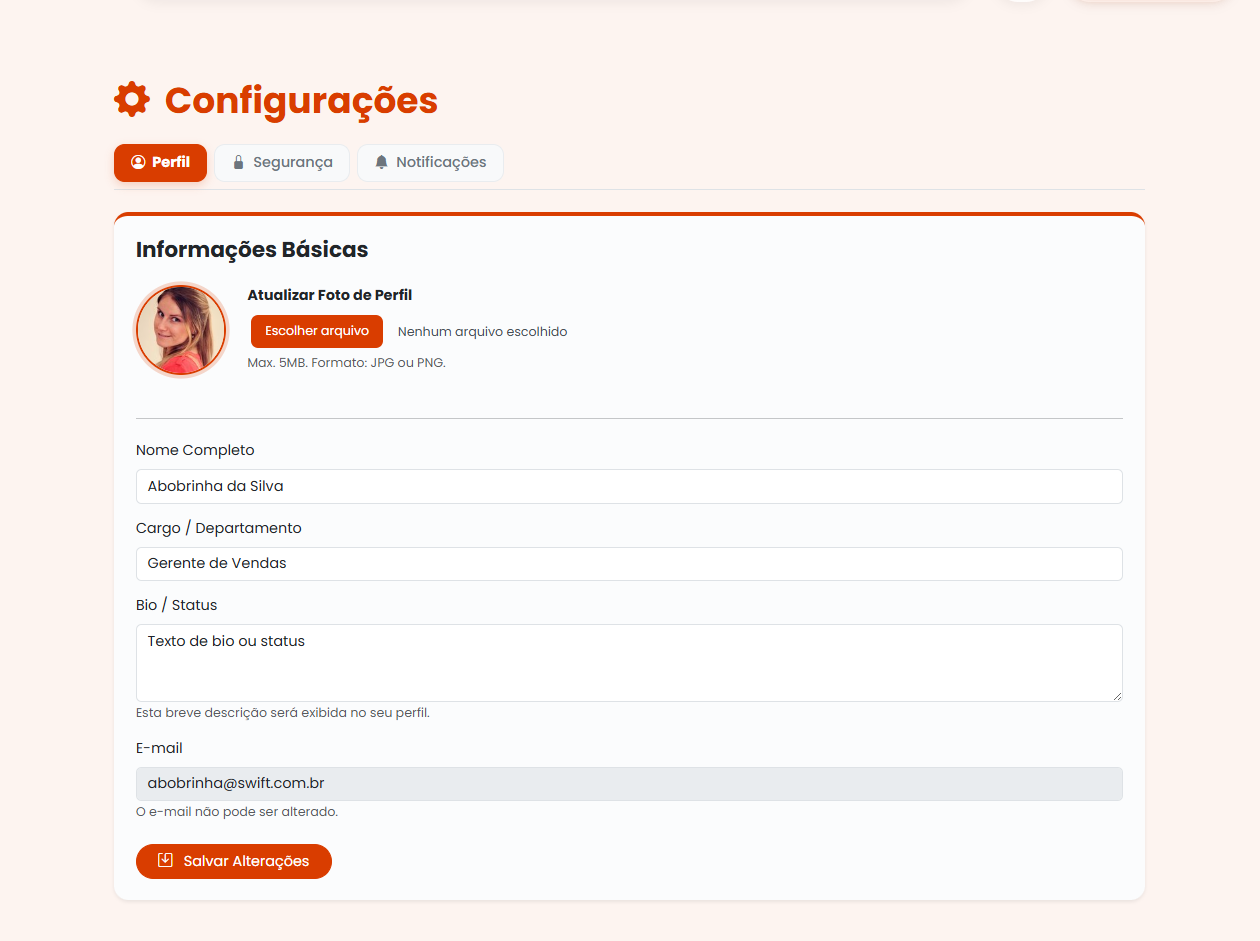 Configurações
Perfil
Segurança
Notificações
Informações Básicas
Atualizar Foto de Perfil
Escolher arquivo
Nenhum arquivo escolhido
Max. 5MB. Formato: JPG ou PNG.
Nome Completo
Abobrinha da Silva
Cargo / Departamento
Gerente de Vendas
Bio / Status
Texto de bio ou status
Esta breve descrição será exibida no seu perfil.
E-mail
abobrinha@swift.com.br
O e-mail não pode ser alterado.
Salvar Alterações